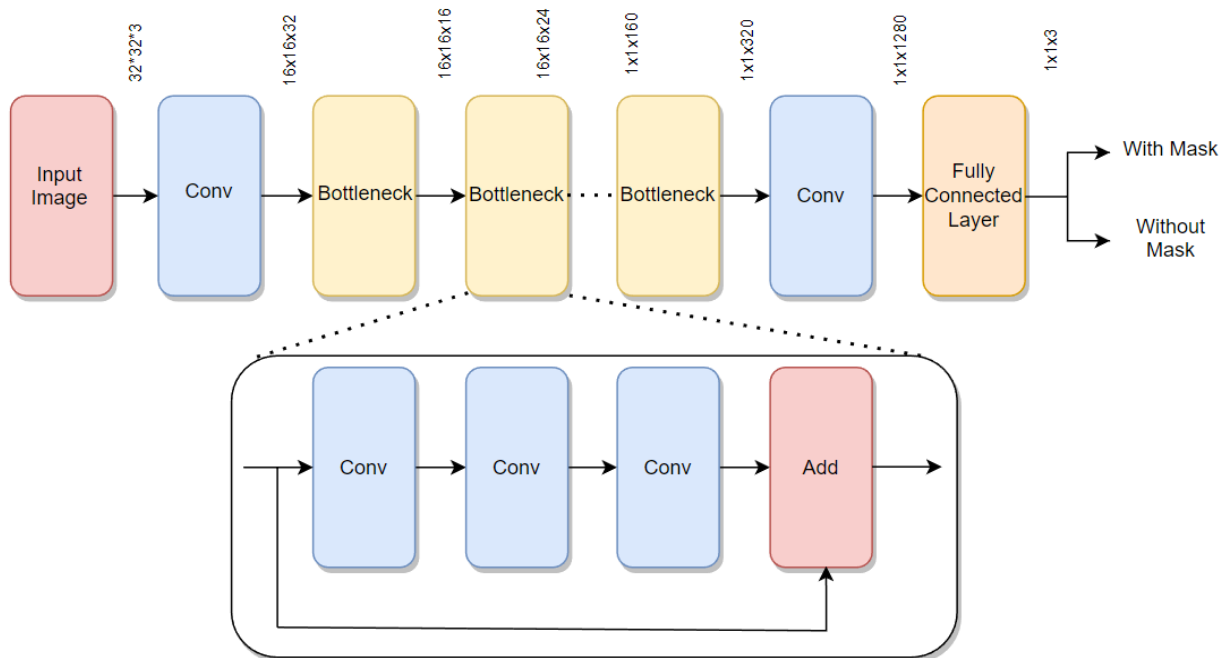 32*32*3
16x16x32
16x16x16
16x16x24
1x1x160
1x1x320
1x1x1280
1x1x3
Input
Image
Conv
Bottleneck
Bottleneck
Bottleneck
Conv
Fully
Connected
Layer
With Mask
Without
Mask
Conv
Conv
Conv
Add